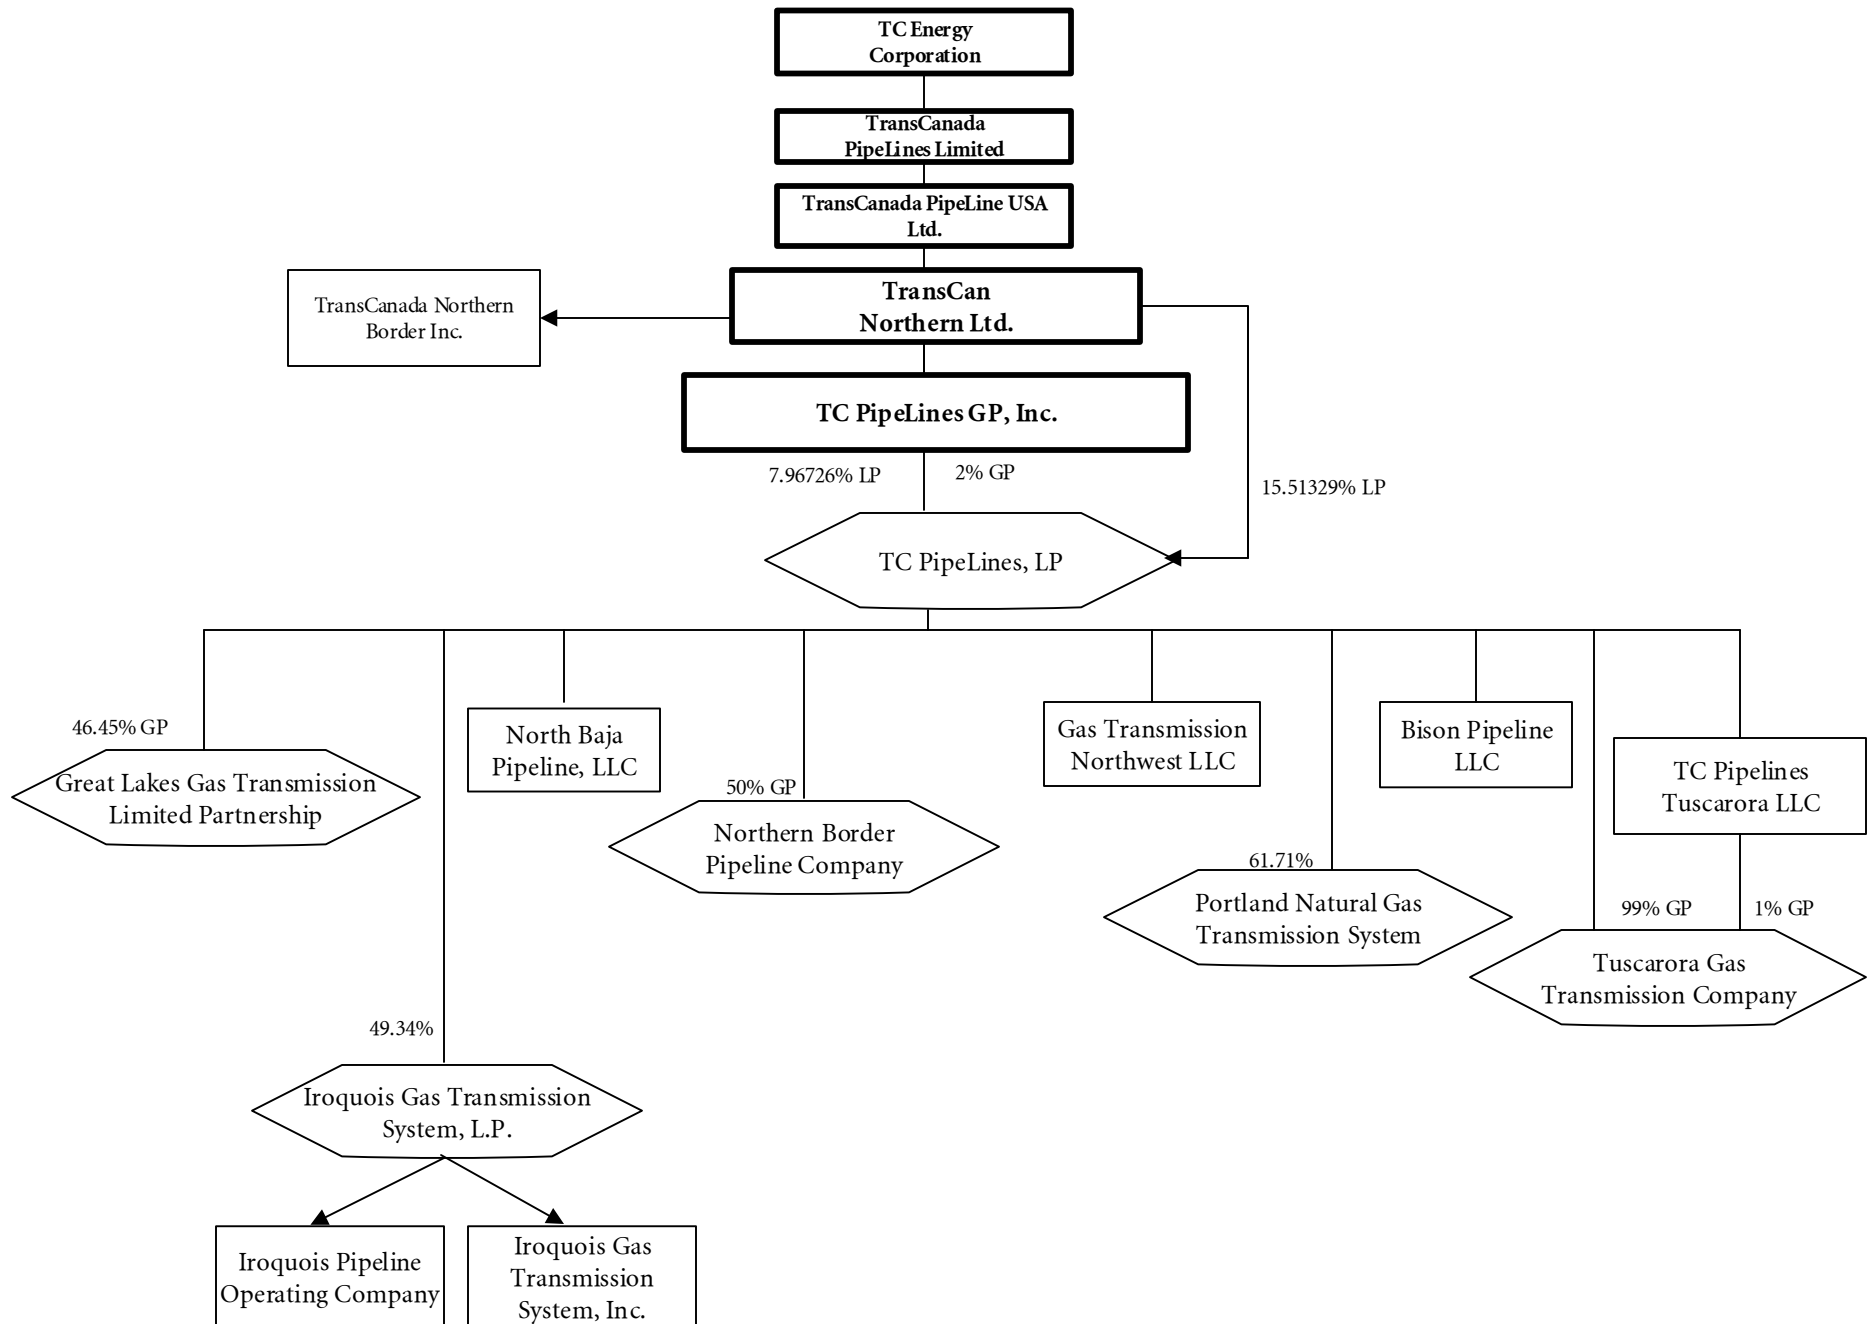 TC Energy
Corporation
TransCanada
PipeLines Limited
TransCanada PipeLine USA
Ltd.
TransCanada Northern
Border Inc.
TransCan
Northern Ltd.
TC PipeLines GP, Inc.
7.96726% LP
2% GP
15.51329% LP
TC PipeLines, LP
46.45% GP
Great Lakes Gas Transmission
Limited Partnership
North Baja
Pipeline, LLC
50% GP
Northern Border
Pipeline Company
Gas Transmission
Northwest LLC
61.71%
Portland Natural Gas
Transmission System
Bison Pipeline
LLC
TC Pipelines
Tuscarora LLC
99% GP
1% GP
Tuscarora Gas
Transmission Company
49.34%
Iroquois Gas Transmission
System, L.P.
Iroquois Pipeline
Operating Company
Iroquois Gas
Transmission
System, Inc.